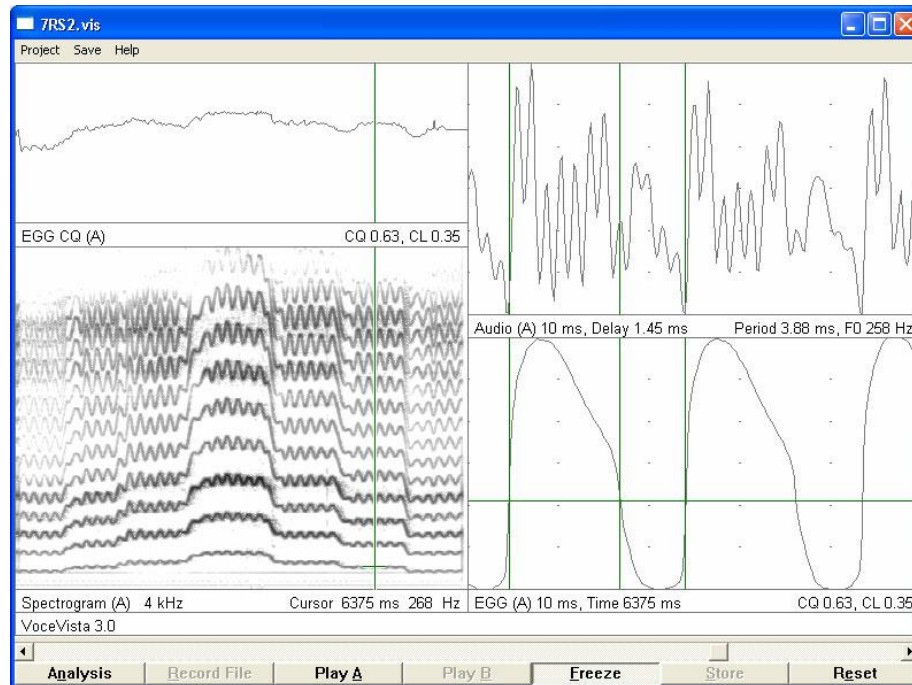 7RS2.vis
Project Save Help
EGG CQ (A) CQ 0.63, CL 0.35
Audio (A) 10 ms, Delay 1.45 ms Period 3.88 ms, F0 258 Hz
Spectrogram (A) 4 kHz Cursor 6375 ms 268 Hz
EGG (A) 10 ms, Time 6375 ms CQ 0.63, CL 0.35
VoceVista 3.0
Analysis Record File Play A Play B Freeze Store Reset